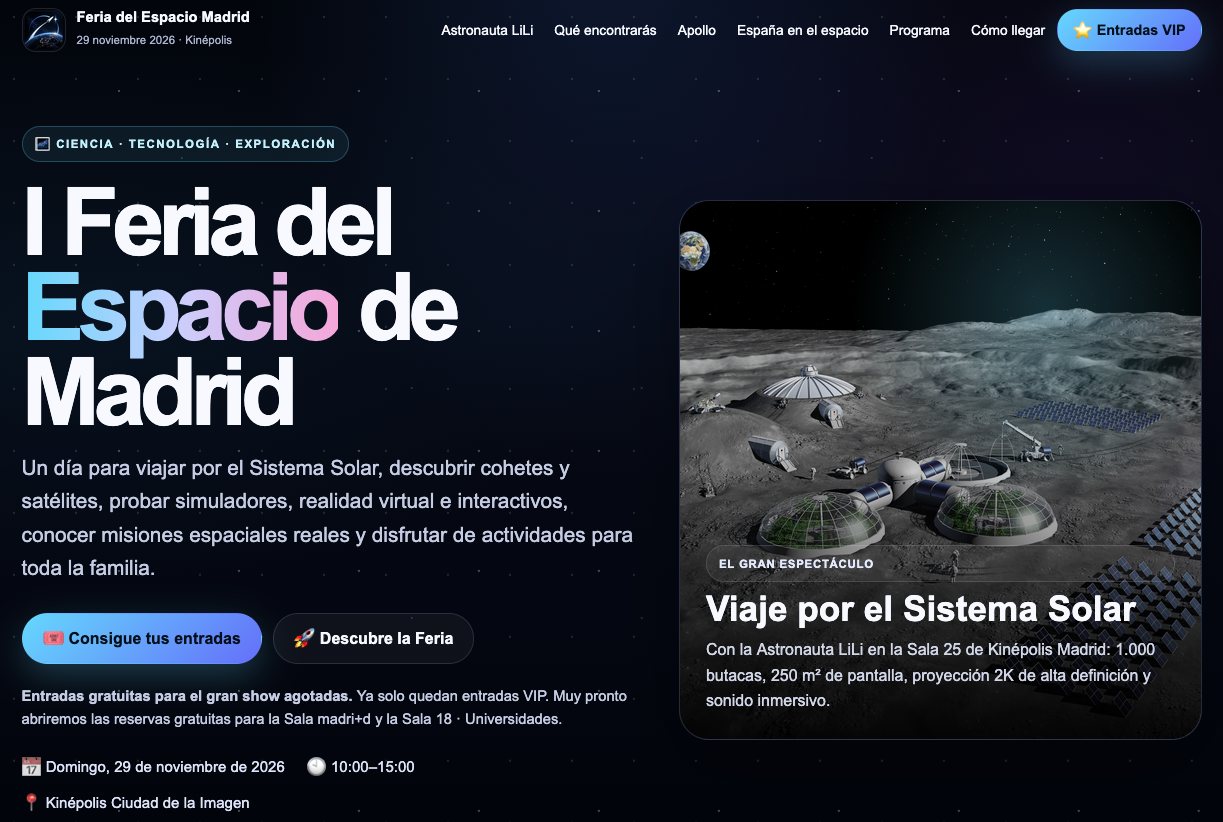 Feria del Espacio Madrid
29 noviembre 2026 · Kinépolis
Astronauta LiLi
Qué encontrarás
Apollo
España en el espacio
Programa
Cómo llegar
Entradas VIP
CIENCIA · TECNOLOGÍA · EXPLORACIÓN
I Feria del
Espacio de
Madrid
Un día para viajar por el Sistema Solar, descubrir cohetes y
satélites, probar simuladores, realidad virtual e interactivos,
conocer misiones espaciales reales y disfrutar de actividades para
toda la familia.
Consigue tus entradas
Descubre la Feria
Entradas gratuitas para el gran show agotadas. Ya solo quedan entradas VIP. Muy pronto
abriremos las reservas gratuitas para la Sala madri+d y la Sala 18 · Universidades.
17 Domingo, 29 de noviembre de 2026
10:00–15:00
Kinépolis Ciudad de la Imagen
EL GRAN ESPECTÁCULO
Viaje por el Sistema Solar
Con la Astronauta LiLi en la Sala 25 de Kinépolis Madrid: 1.000
butacas, 250 m² de pantalla, proyección 2K de alta definición y
sonido inmersivo.